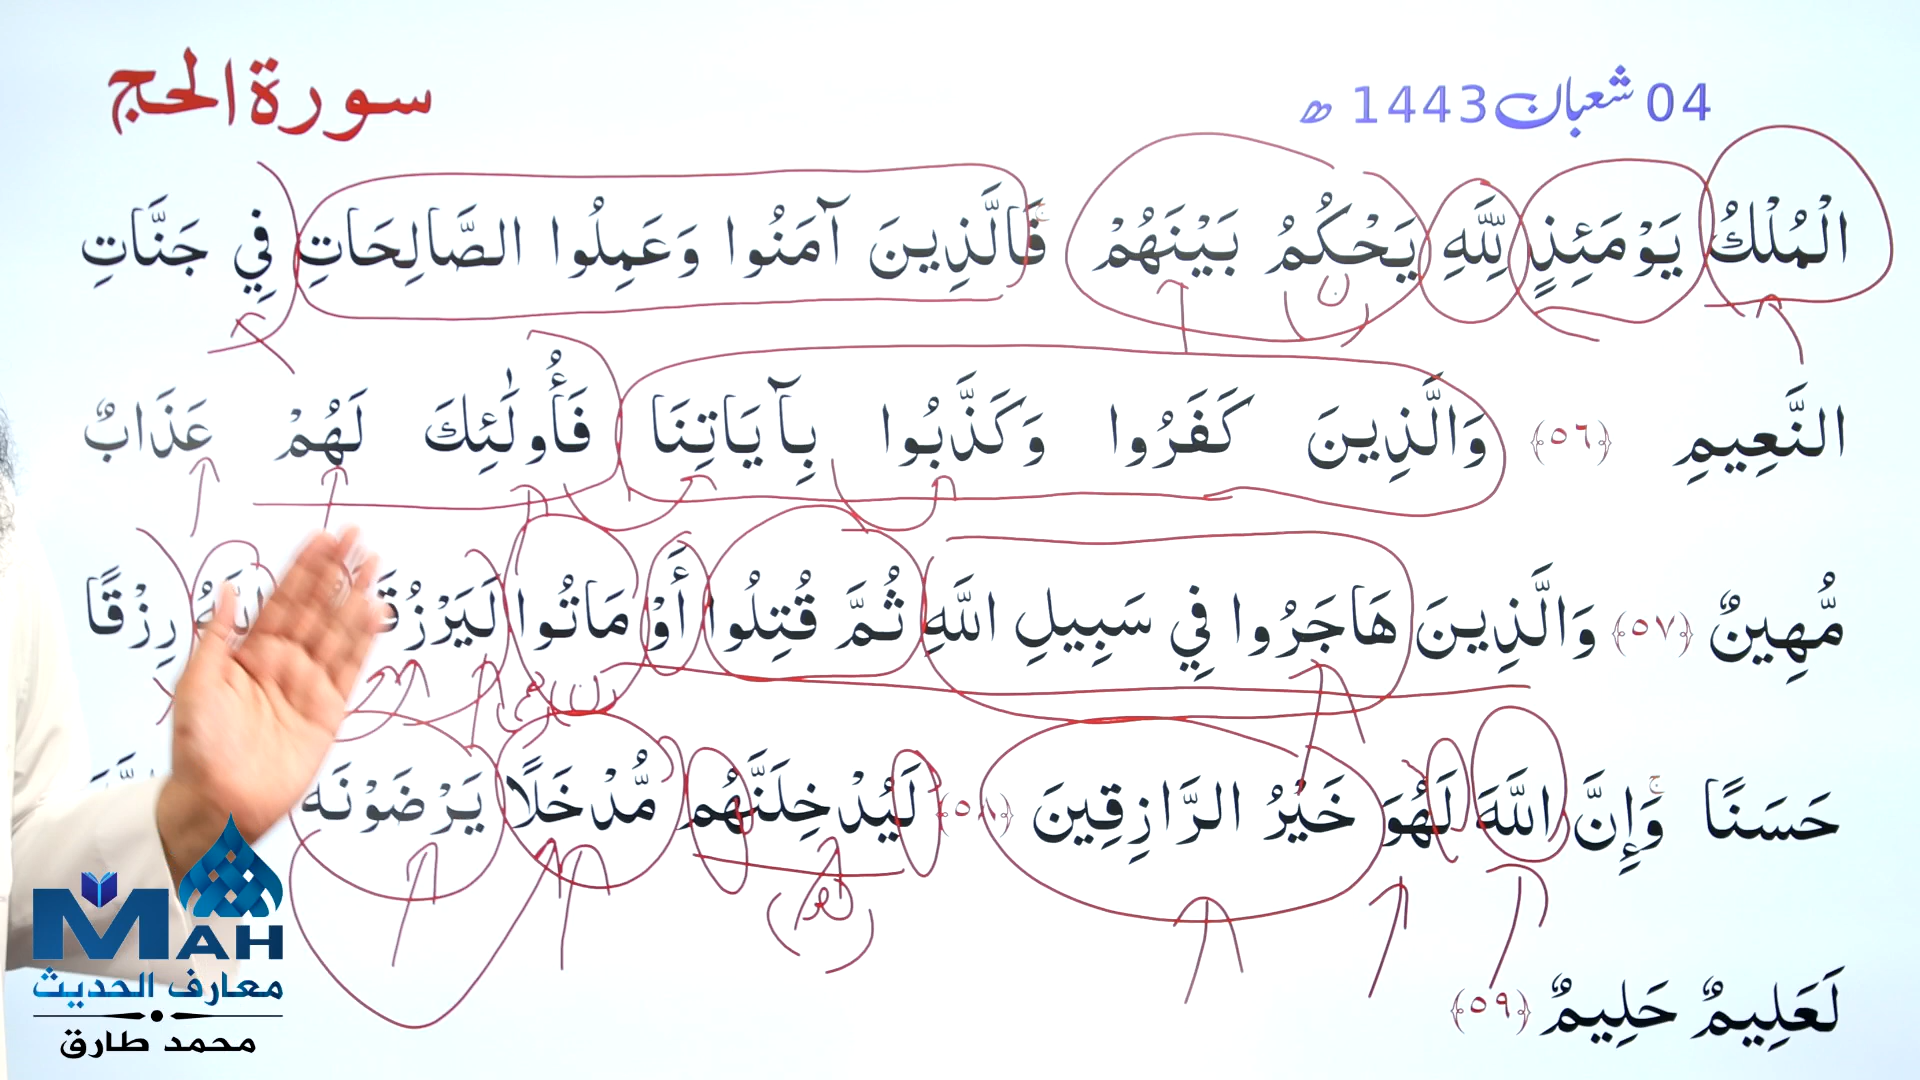 سورة الحج
04 شعبان 1443 ھ
الْمُلْكُ يَوْمَئِذٍ لِلَّهِ يَحْكُمُ بَيْنَهُمْ ۚ فَالَّذِينَ آمَنُوا وَعَمِلُوا الصَّالِحَاتِ فِي جَنَّاتِ
النَّعِيمِ ﴿٥٦﴾ وَالَّذِينَ كَفَرُوا وَكَذَّبُوا بِآيَاتِنَا فَأُولَٰئِكَ لَهُمْ عَذَابٌ
مُّهِينٌ ﴿٥٧﴾ وَالَّذِينَ هَاجَرُوا فِي سَبِيلِ اللَّهِ ثُمَّ قُتِلُوا أَوْ مَاتُوا اللَّهُ رِزْقًا
حَسَنًا ۚ وَإِنَّ اللَّهَ لَهُوَ خَيْرُ الرَّازِقِينَ ﴿٥٨﴾ لَيُدْخِلَنَّهُم مُّدْخَلًا يَرْضَوْنَهُ
لَعَلِيمٌ حَلِيمٌ ﴿٥٩﴾
MAH
معارف الحديث
محمد طارق